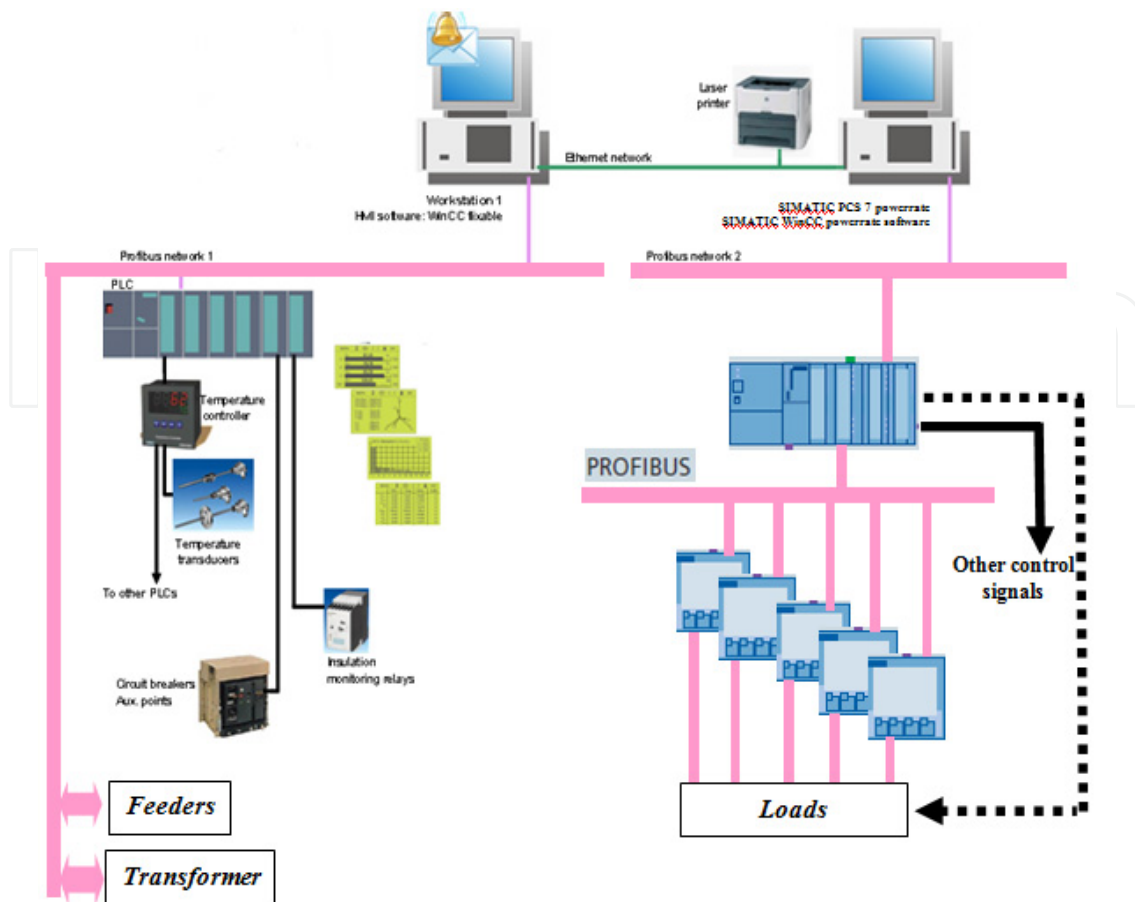 Laser
printer
Ethernet network
Workstation 1
HMI software: WinCC flxable
SIMATIC PCS 7 powerrate
SIMATIC WinCC powerrate software
Profibus network 1
Profibus network 2
PLC
Temperature
controller
PROFIBUS
Temperature
transducers
To other PLCs
Other control
signals
Insulation
monitoring relays
Circuit breakers
Aux. points
Feeders
Loads
Transformer